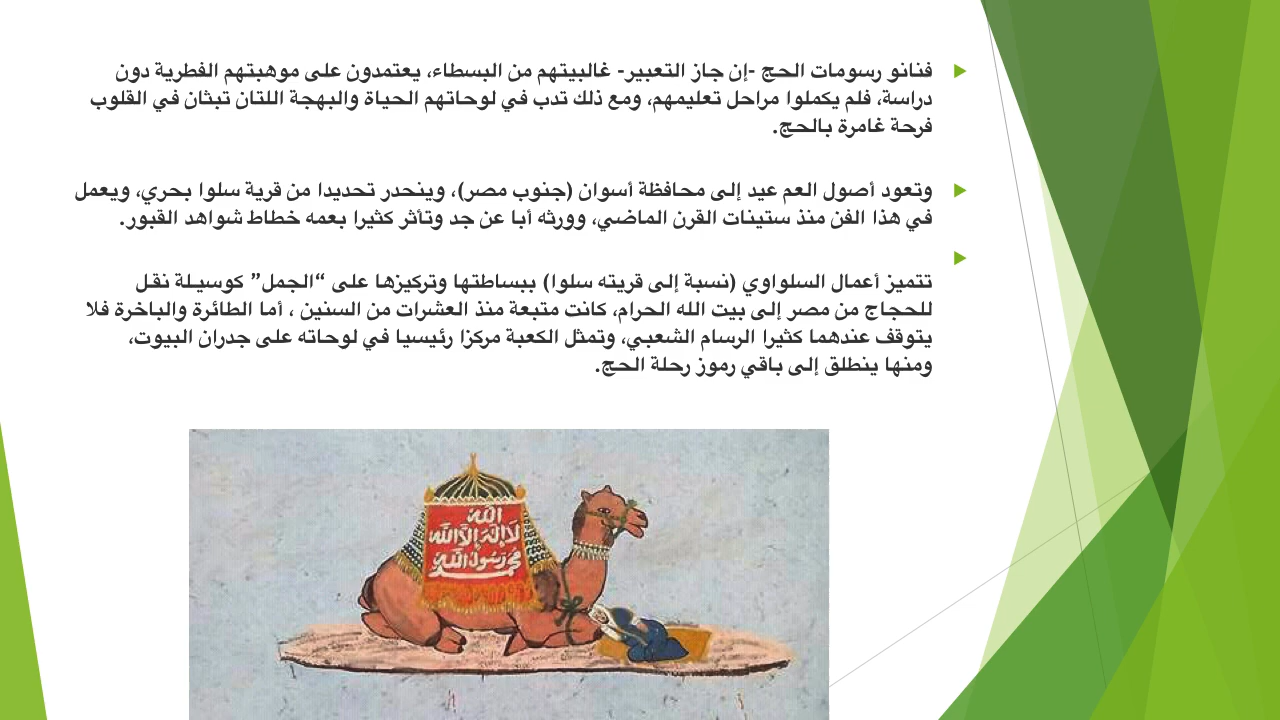 فنانو رسومات الحج -إن جاز التعبير- غالبيتهم من البسطاء، يعتمدون على موهبتهم الفطرية دون
دراسة، فلم يكملوا مراحل تعليمهم، ومع ذلك تدب في لوحاتهم الحياة والبهجة اللتان تبثان في القلوب
فرحة غامرة بالحج.
وتعود أصول العم عيد إلى محافظة أسوان (جنوب مصر)، وينحدر تحديدا من قرية سلوا بحري، ويعمل
في هذا الفن منذ ستينات القرن الماضي، وورثه أبا عن جد وتأثر كثيرا بعمه خطاط شواهد القبور.
تتميز أعمال السلواوي (نسبة إلى قريته سلوا) ببساطتها وتركيزها على “الجمل” كوسيلة نقل
للحجاج من مصر إلى بيت الله الحرام، كانت متبعة منذ العشرات من السنين ، أما الطائرة والباخرة فلا
يتوقف عندهما كثيرا الرسام الشعبي، وتمثل الكعبة مركزا رئيسيا في لوحاته على جدران البيوت،
ومنها ينطلق إلى باقي رموز رحلة الحج.
الله
لا إله إلا الله
محمد رسول الله